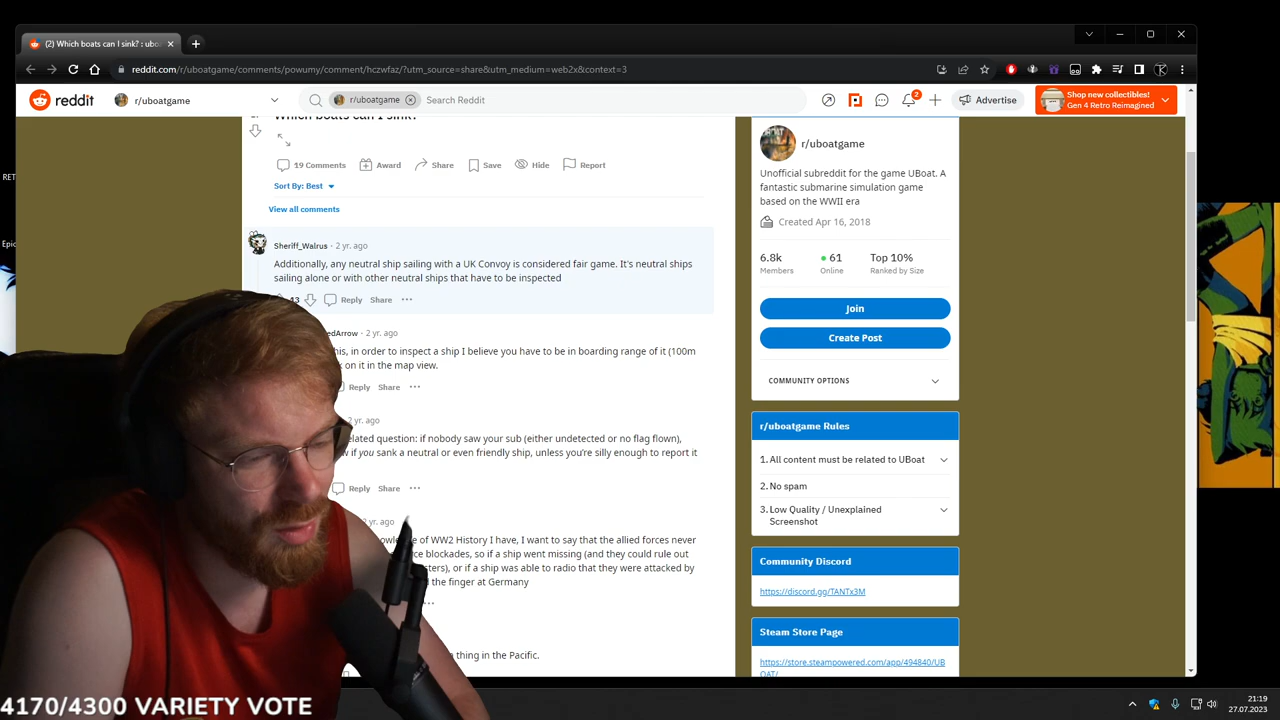 (2) Which boats can I sink? : ubo
reddit.com/r/uboatgame/comments/powumy/comment/hczwfaz/?utm_source=share&utm_medium=web2x&context=3
reddit
r/uboatgame
r/uboatgame
Search Reddit
2
Advertise
Shop new collectibles!
Gen 4 Retro Reimagined
Which boats can I sink?
19 Comments
Award
Share
Save
Hide
Report
Sort By: Best
View all comments
Sheriff_Walrus · 2 yr. ago
Additionally, any neutral ship sailing with a UK Convoy is considered fair game. It's neutral ships
sailing alone or with other neutral ships that have to be inspected
13
Reply
Share
edArrow · 2 yr. ago
his, in order to inspect a ship I believe you have to be in boarding range of it (100m
k on it in the map view.
Reply
Share
2 yr. ago
elated question: if nobody saw your sub (either undetected or no flag flown),
w if you sank a neutral or even friendly ship, unless you're silly enough to report it
Reply
Share
yr. ago
owledge of WW2 History I have, I want to say that the allied forces never
ce blockades, so if a ship went missing (and they could rule out
sters), or if a ship was able to radio that they were attacked by
d the finger at Germany
thing in the Pacific.
r/uboatgame
Unofficial subreddit for the game UBoat. A
fantastic submarine simulation game
based on the WWII era
Created Apr 16, 2018
6.8k
Members
61
Online
Top 10%
Ranked by Size
Join
Create Post
COMMUNITY OPTIONS
r/uboatgame Rules
1. All content must be related to UBoat
2. No spam
3. Low Quality / Unexplained
Screenshot
Community Discord
https://discord.gg/TANTx3M
Steam Store Page
https://store.steampowered.com/app/494840/UB
OAT/
RET
Epic
4170/4300 VARIETY VOTE
21:19
27.07.2023